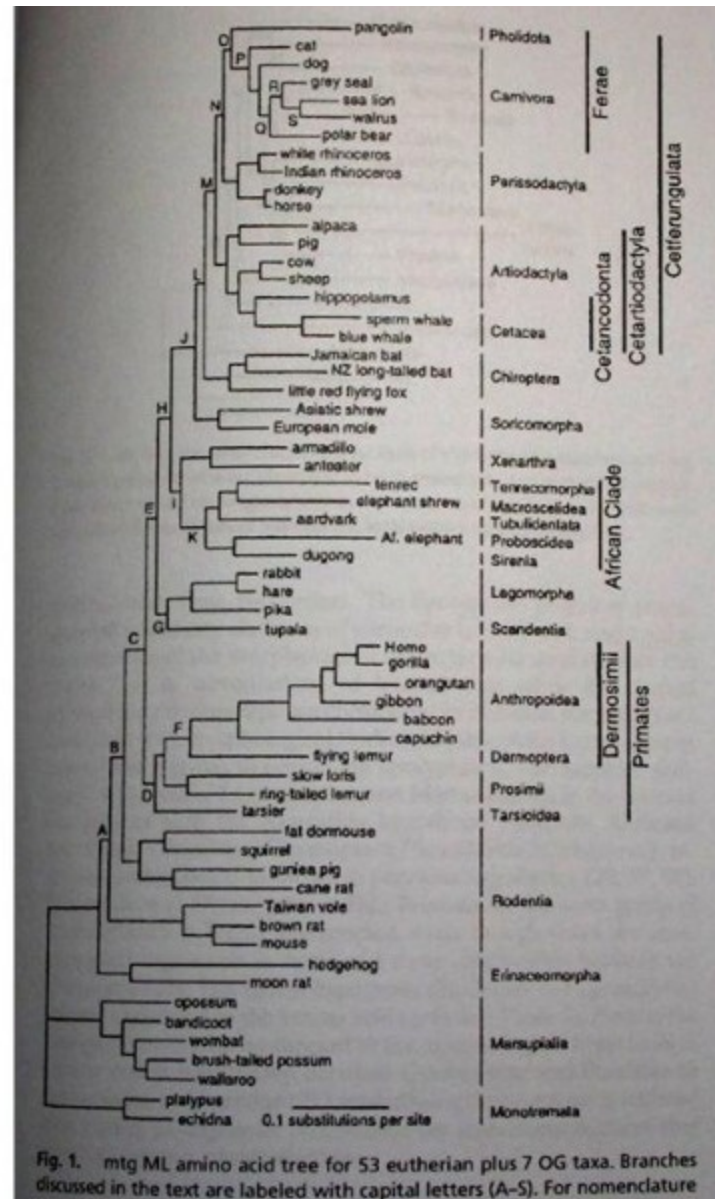 pangolin
Pholidota
cat
dog
grey seal
sea lion
walrus
polar bear
Carnivora
Ferae
white rhinoceros
Indian rhinoceros
donkey
horse
Perissodactyla
Cetferungulata
alpaca
pig
cow
sheep
hippopotamus
Artiodactyla
sperm whale
blue whale
Cetacea
Cetancodonta
Cetartiodactyla
Jamaican bat
NZ long-tailed bat
little red flying fox
Chiroptera
Asiatic shrew
European mole
Soricomorpha
armadillo
anteater
Xenarthra
tenrec
Tenrecomorpha
elephant shrew
Macroscelidea
aardvark
Tubulidentata
Af. elephant
Proboscidea
dugong
Sirenia
African Clade
rabbit
hare
pika
Lagomorpha
tupaia
Scandentia
Homo
gorilla
orangutan
gibbon
baboon
capuchin
Anthropoidea
flying lemur
Dermoptera
Dermosimii
slow loris
ring-tailed lemur
Prosimii
tarsier
Tarsioidea
Primates
fat dormouse
squirrel
guniea pig
cane rat
Taiwan vole
brown rat
mouse
Rodentia
hedgehog
moon rat
Erinaceomorpha
opossum
bandicoot
wombat
brush-tailed possum
wallaroo
Marsupialia
platypus
echidna
Monotremata
0.1 substitutions per site
A
B
C
D
E
F
G
H
I
J
K
L
M
N
O
P
Q
R
S
Fig. 1. mtg ML amino acid tree for 53 eutherian plus 7 OG taxa. Branches
discussed in the text are labeled with capital letters (A–S). For nomenclature